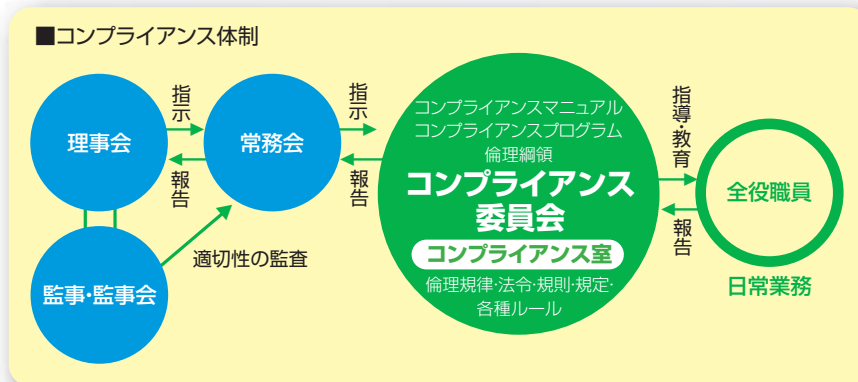 ■コンプライアンス体制
理事会
指示
報告
常務会
指示
報告
監事・監事会
適切性の監査
コンプライアンスマニュアル
コンプライアンスプログラム
倫理綱領
コンプライアンス
委員会
コンプライアンス室
倫理規律・法令・規則・規定・
各種ルール
指導・教育
報告
全役職員
日常業務